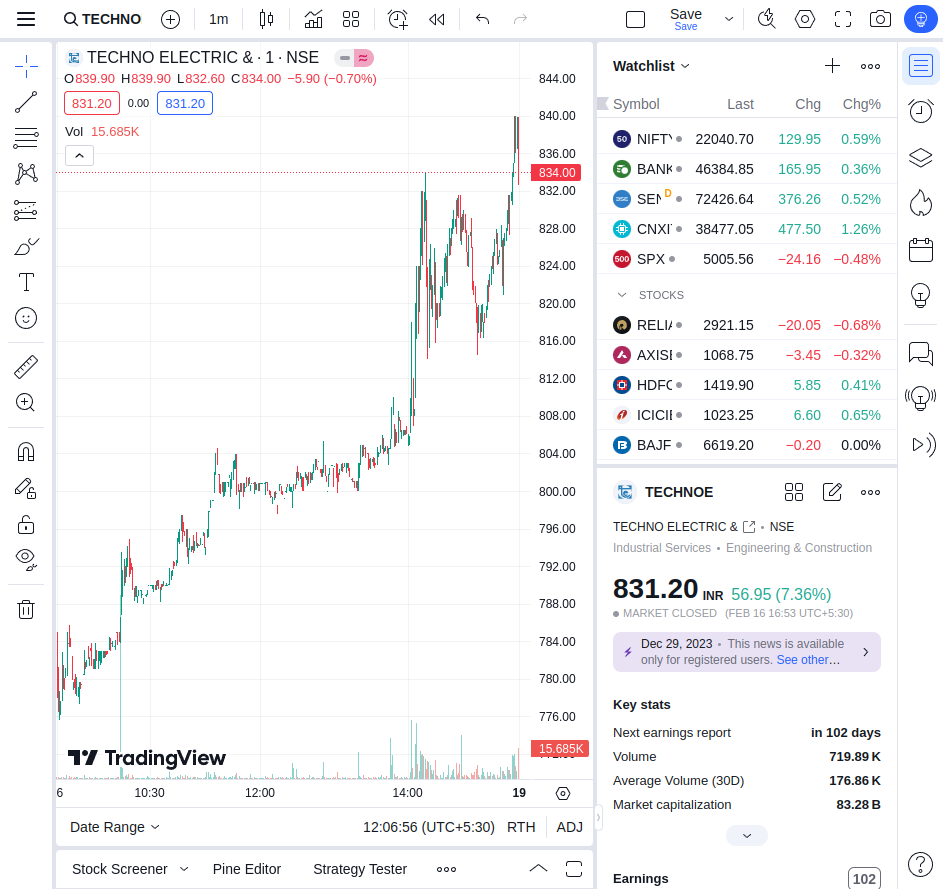 TECHNO
1m
Save
Save
TECHNO ELECTRIC & · 1 · NSE
O839.90 H839.90 L832.60 C834.00 −5.90 (−0.70%)
831.20 0.00 831.20
Vol 15.685K
844.00
840.00
836.00
834.00
832.00
828.00
824.00
820.00
816.00
812.00
808.00
804.00
800.00
796.00
792.00
788.00
784.00
780.00
776.00
15.685K
TradingView
6 10:30 12:00 14:00 19
Date Range 12:06:56 (UTC+5:30) RTH ADJ
Stock Screener Pine Editor Strategy Tester
Watchlist
Symbol Last Chg Chg%
50 NIFTY 22040.70 129.95 0.59%
BANK 46384.85 165.95 0.36%
SEN D 72426.64 376.26 0.52%
CNXIT 38477.05 477.50 1.26%
500 SPX 5005.56 −24.16 −0.48%
STOCKS
RELIA 2921.15 −20.05 −0.68%
AXISB 1068.75 −3.45 −0.32%
HDFC 1419.90 5.85 0.41%
ICICIB 1023.25 6.60 0.65%
BAJF 6619.20 −0.20 0.00%
TECHNOE
TECHNO ELECTRIC & • NSE
Industrial Services • Engineering & Construction
831.20 INR 56.95 (7.36%)
MARKET CLOSED (FEB 16 16:53 UTC+5:30)
Dec 29, 2023 • This news is available
only for registered users. See other…
Key stats
Next earnings report in 102 days
Volume 719.89 K
Average Volume (30D) 176.86 K
Market capitalization 83.28 B
Earnings 102